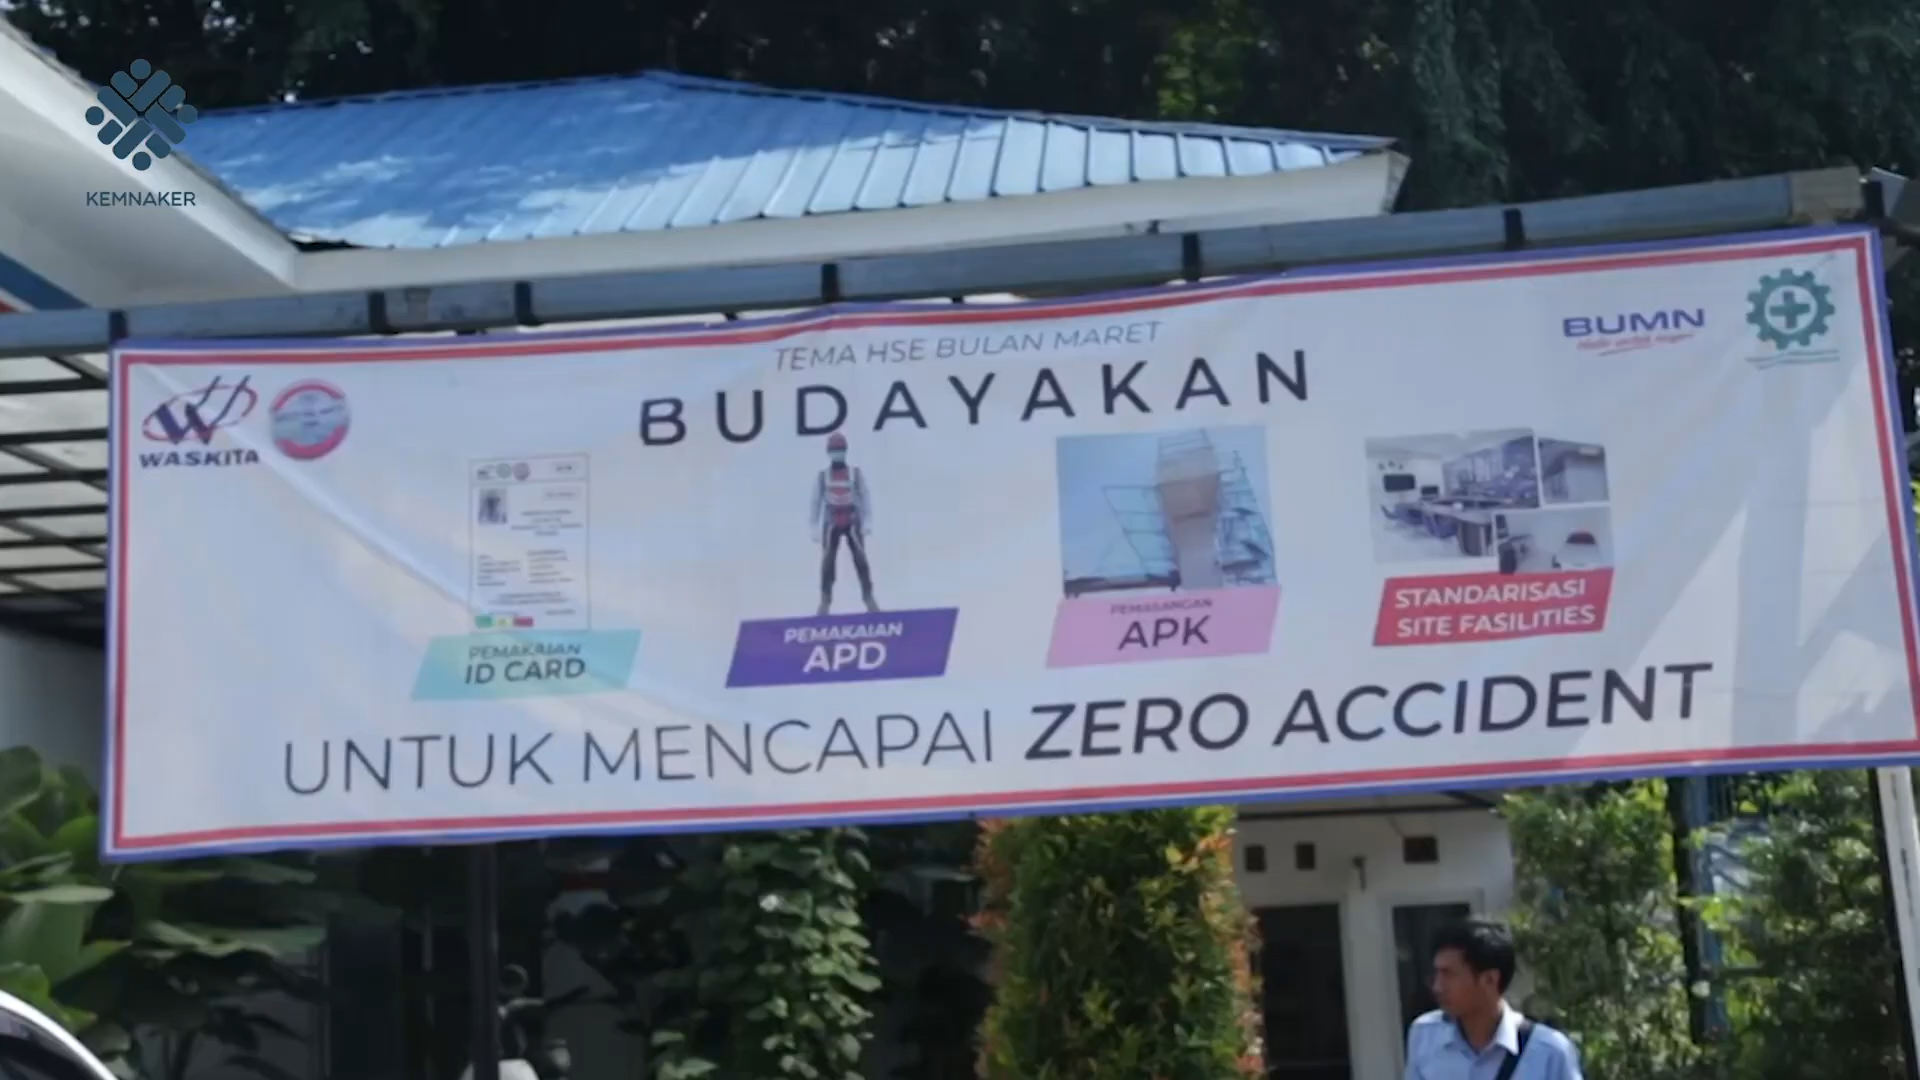 KEMNAKER
TEMA HSE BULAN MARET
BUDAYAKAN
WASKITA
BUMN
PEMAKAIAN
ID CARD
PEMAKAIAN
APD
PEMASANGAN
APK
STANDARISASI
SITE FASILITIES
UNTUK MENCAPAI ZERO ACCIDENT